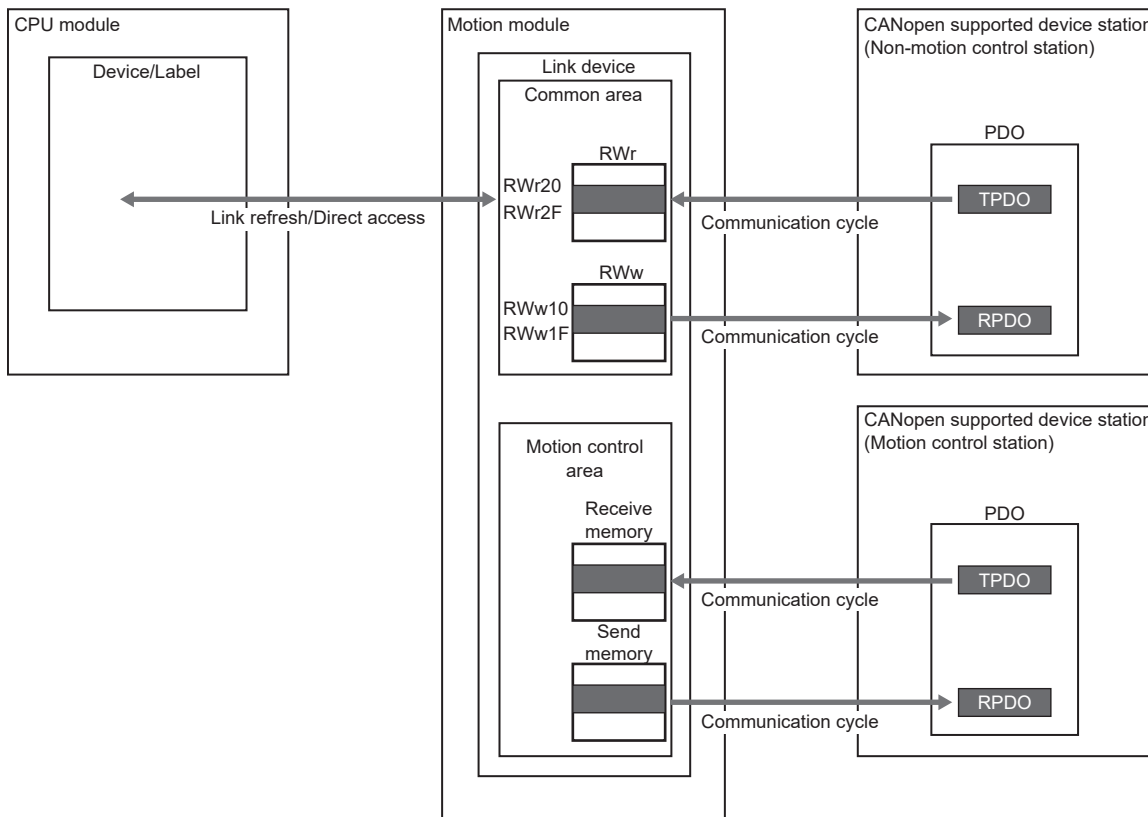 CPU module
Device/Label
Link refresh/Direct access
Motion module
Link device
Common area
RWr
RWr20
RWr2F
RWw
RWw10
RWw1F
Communication cycle
Communication cycle
CANopen supported device station
(Non-motion control station)
PDO
TPDO
RPDO
Motion control
area
Receive
memory
Send
memory
Communication cycle
Communication cycle
CANopen supported device station
(Motion control station)
PDO
TPDO
RPDO